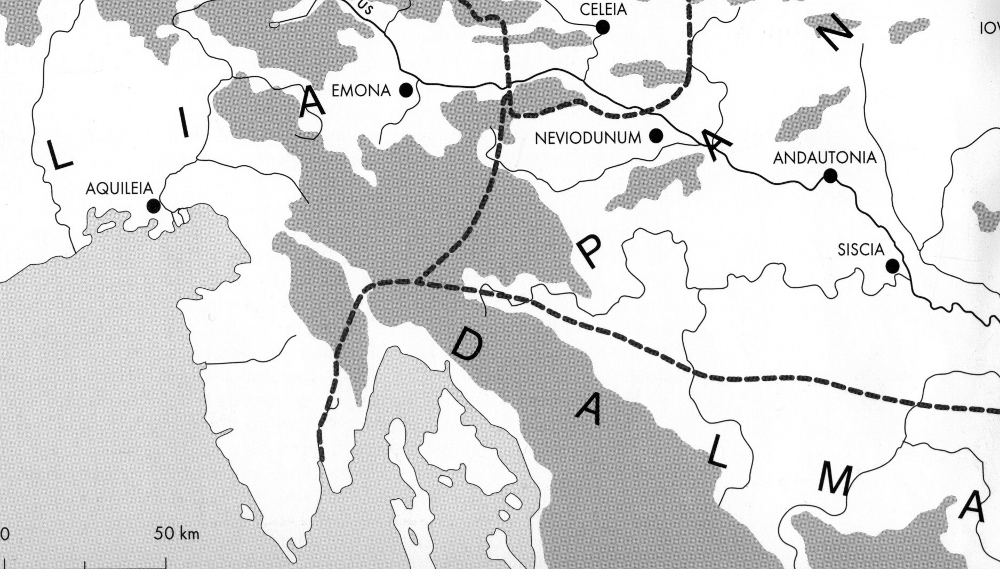 CELEIA
N
EMONA
A
I
L
NEVIODUNUM
A
ANDAUTONIA
AQUILEIA
P
SISCIA
D
A
L
M
A
0
50 km